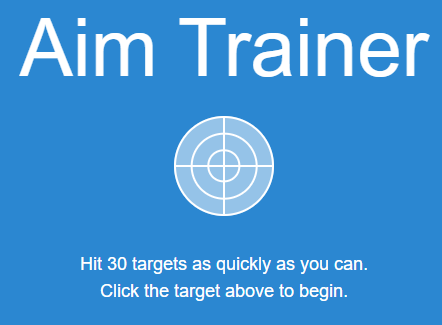 Aim Trainer
Hit 30 targets as quickly as you can.
Click the target above to begin.